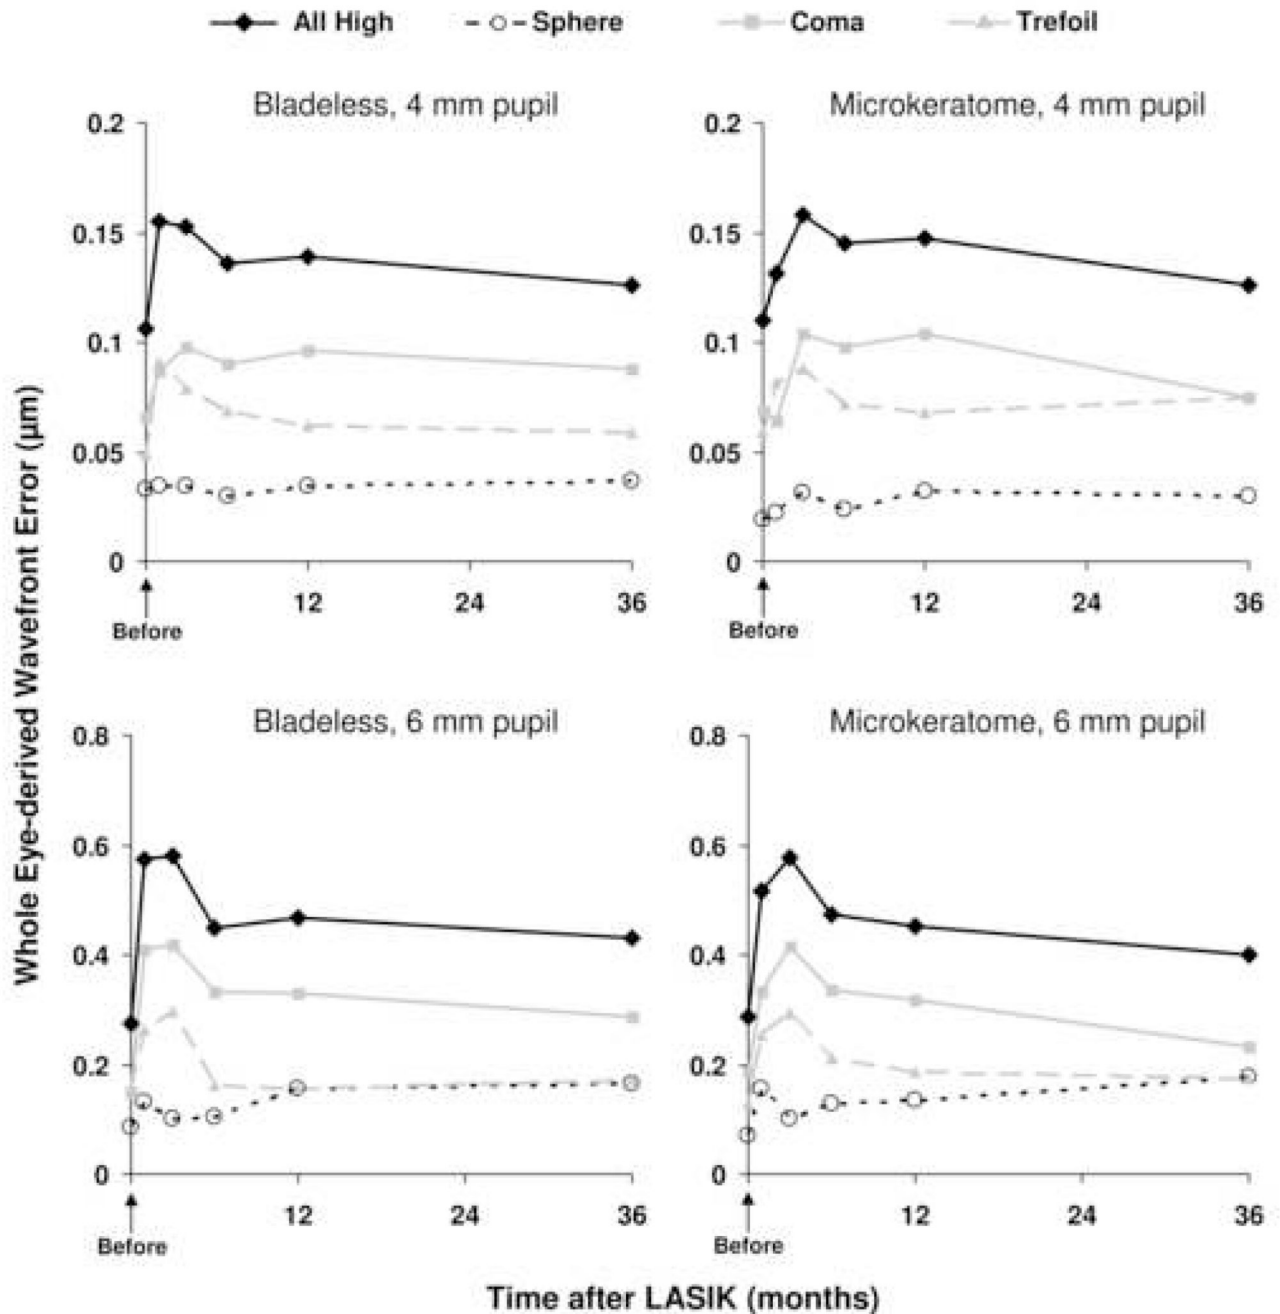 All High Sphere Coma Trefoil
Bladeless, 4 mm pupil Microkeratome, 4 mm pupil
0.2 0.2
0.15 0.15
0.1 0.1
0.05 0.05
0 0
12 24 36 12 24 36
Before Before
Whole Eye-derived Wavefront Error (µm)
Bladeless, 6 mm pupil Microkeratome, 6 mm pupil
0.8 0.8
0.6 0.6
0.4 0.4
0.2 0.2
0 0
12 24 36 12 24 36
Before Before
Time after LASIK (months)